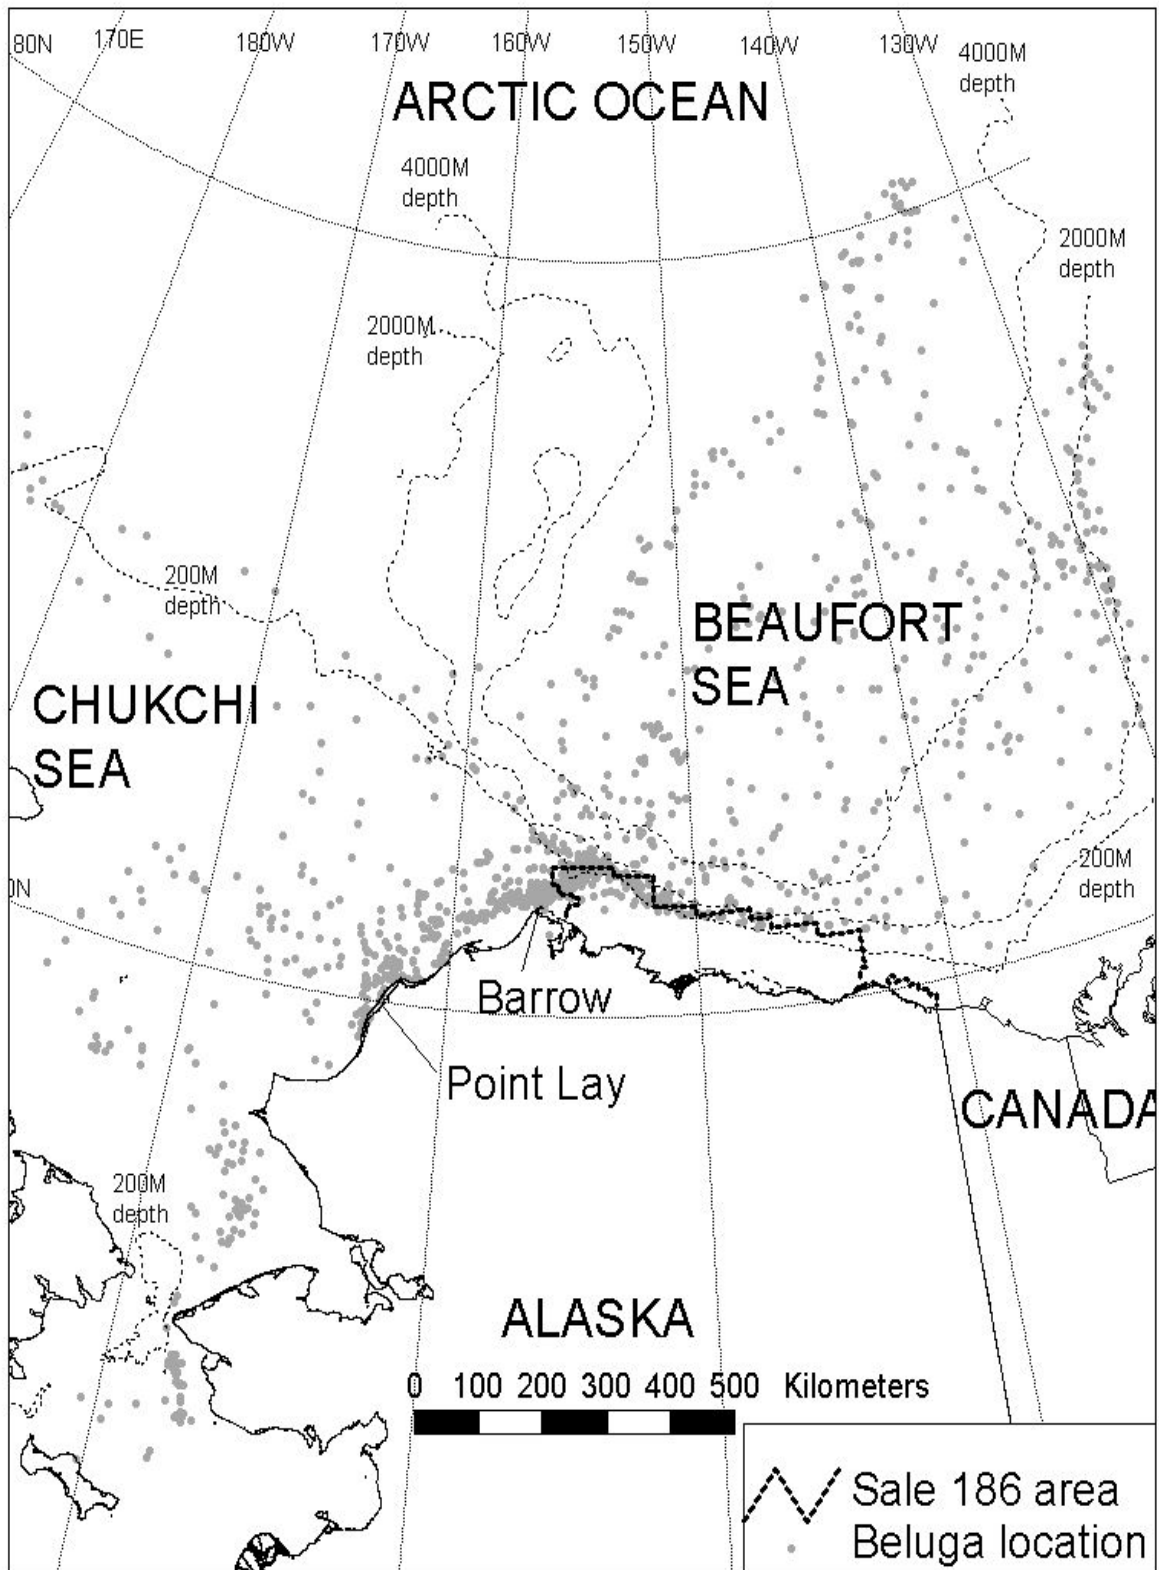 80N 170E 180W 170W 160W 150W 140W 130W
4000M
depth
ARCTIC OCEAN
4000M
depth
2000M
depth
2000M
depth
200M
depth
BEAUFORT
SEA
CHUKCHI
SEA
200M
depth
0N
Barrow
Point Lay
CANADA
200M
depth
ALASKA
0 100 200 300 400 500 Kilometers
Sale 186 area
Beluga location